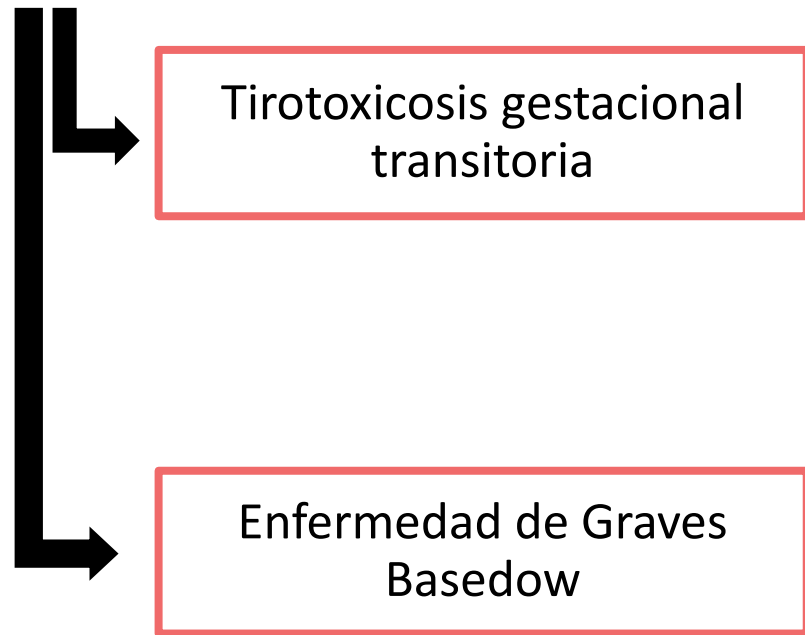 Tirotoxicosis gestacional
transitoria
Enfermedad de Graves
Basedow